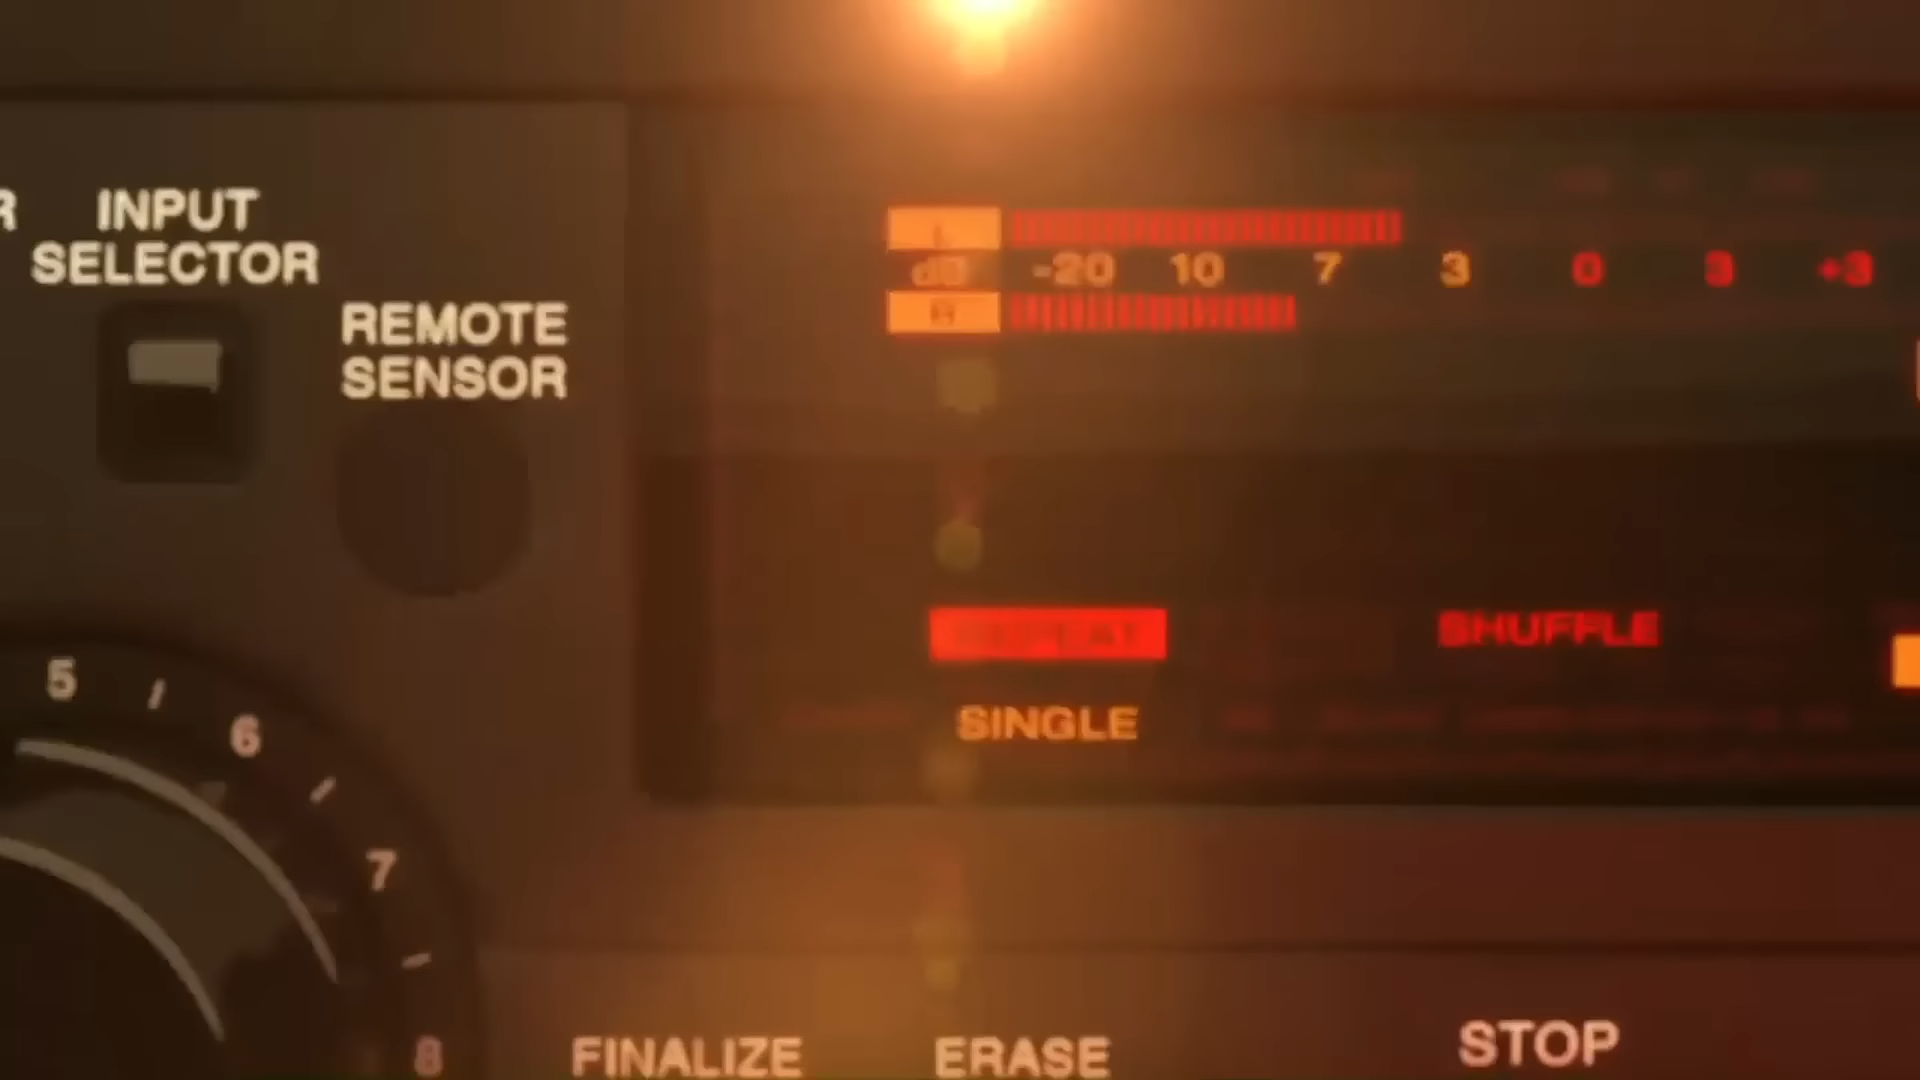 R
INPUT
SELECTOR
REMOTE
SENSOR
L
dB -20 10 7 3 0 3 +3
R
REPEAT
SHUFFLE
SINGLE
5
6
7
8
FINALIZE
ERASE
STOP